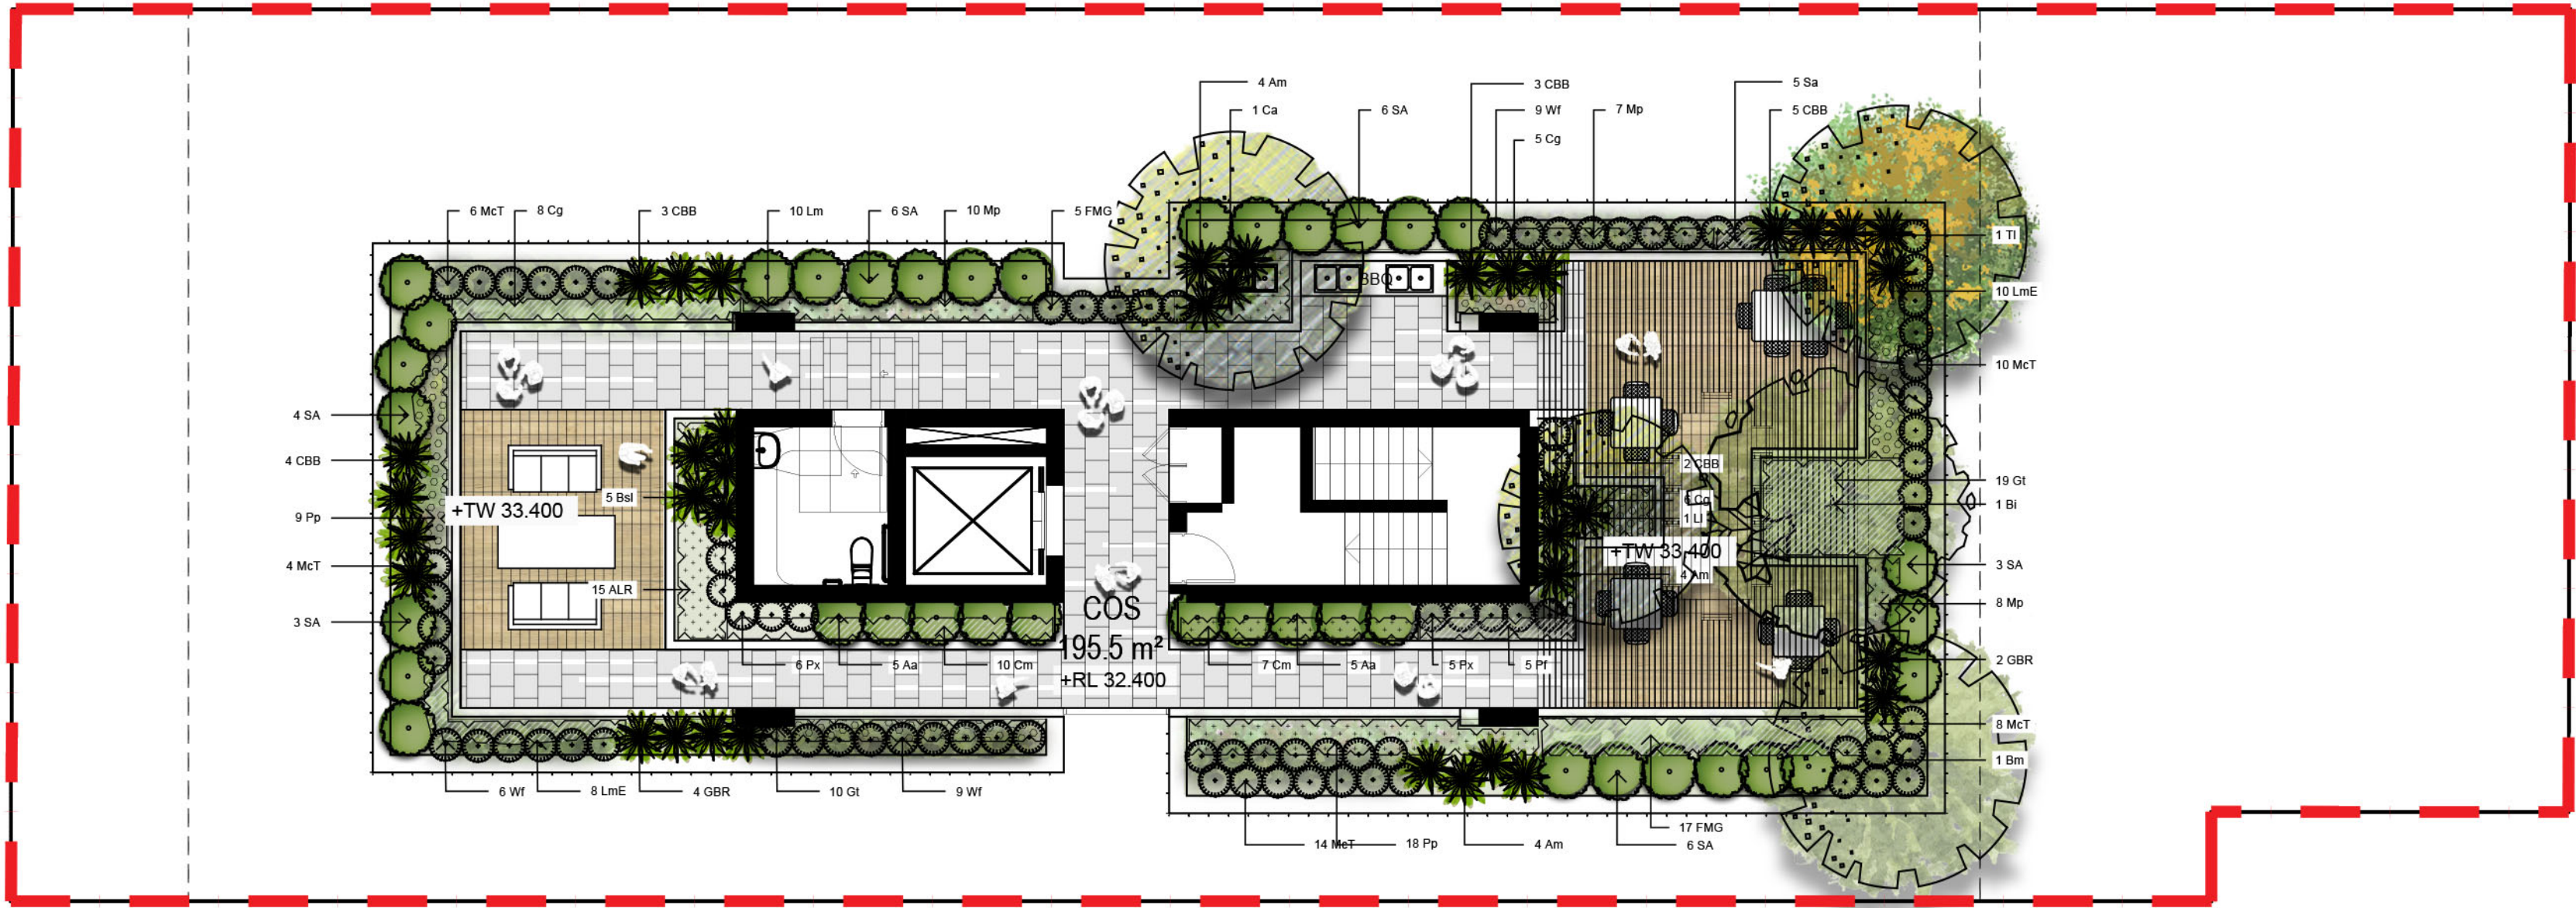 4 Am
3 CBB
5 Sa
1 Ca
6 SA
9 Wf
7 Mp
5 CBB
5 Cg
6 McT
8 Cg
3 CBB
10 Lm
6 SA
10 Mp
5 FMG
1 Tl
BBQ
10 LmE
10 McT
4 SA
4 CBB
2 CBB
19 Gt
5 Bsl
6 Cg
1 Bi
+TW 33.400
9 Pp
1 Ll
+TW 33.400
4 McT
3 SA
4 Am
15 ALR
8 Mp
COS
3 SA
195.5 m²
6 Px
5 Aa
10 Cm
7 Cm
5 Aa
5 Px
5 Pf
2 GBR
+RL 32.400
8 McT
1 Bm
6 Wf
8 LmE
4 GBR
10 Gt
9 Wf
17 FMG
14 McT
18 Pp
4 Am
6 SA